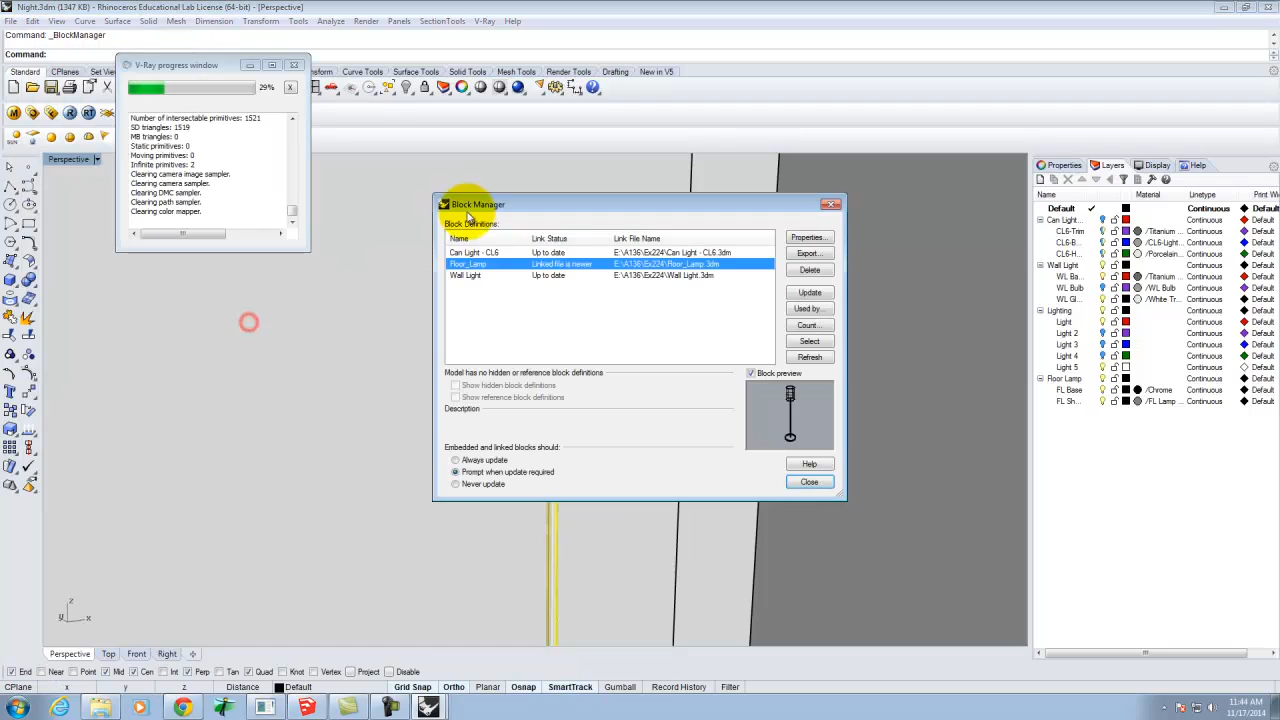 Night.3dm (1347 KB) - Rhinoceros Educational Lab License (64-bit) - [Perspective]
File Edit View Curve Surface Solid Mesh Dimension Transform Tools Analyze Render Panels SectionTools V-Ray Help
Command: _BlockManager
Command:
V-Ray progress window
Standard CPlanes Set Vie
nsform Curve Tools Surface Tools Solid Tools Mesh Tools Render Tools Drafting New in V5
29% X
Number of intersectable primitives: 1521
SD triangles: 1519
MB triangles: 0
Static primitives: 0
Moving primitives: 0
Infinite primitives: 2
Clearing camera image sampler.
Clearing camera sampler.
Clearing DMC sampler.
Clearing path sampler.
Clearing color mapper.
Perspective
Block Manager
Block Definitions:
Name Link Status Link File Name
Can Light - CL6 Up to date E:\A136\Ex224\Can Light - CL6.3dm
Floor_Lamp Linked file is newer E:\A136\Ex224\Floor_Lamp.3dm
Wall Light Up to date E:\A136\Ex224\Wall Light.3dm
Properties...
Export...
Delete
Update
Used by...
Count...
Select
Refresh
Model has no hidden or reference block definitions
Show hidden block definitions
Show reference block definitions
Description
Block preview
Embedded and linked blocks should:
Always update
Prompt when update required
Never update
Help
Close
Properties Layers Display Help
Name Material Linetype Print Wi
Default Continuous Default
Can Light... Continuous Default
CL6-Trim /Titanium ... Continuous Default
CL6-B... /CL6-Light... Continuous Default
CL6-H... /Porcelain... Continuous Default
Wall Light Continuous Default
WL Ba... /Titanium ... Continuous Default
WL Bulb /WL Bulb Continuous Default
WL Gl... /White Tr... Continuous Default
Lighting Continuous Default
Light Continuous Default
Light 2 Continuous Default
Light 3 Continuous Default
Light 4 Continuous Default
Light 5 Continuous Default
Floor Lamp Continuous Default
FL Base /Chrome Continuous Default
FL Sh... /FL Lamp ... Continuous Default
z
y x
Perspective Top Front Right
End Near Point Mid Cen Int Perp Tan Quad Knot Vertex Project Disable
CPlane x y z Distance Default Grid Snap Ortho Planar Osnap SmartTrack Gumball Record History Filter
11:44 AM
11/17/2014